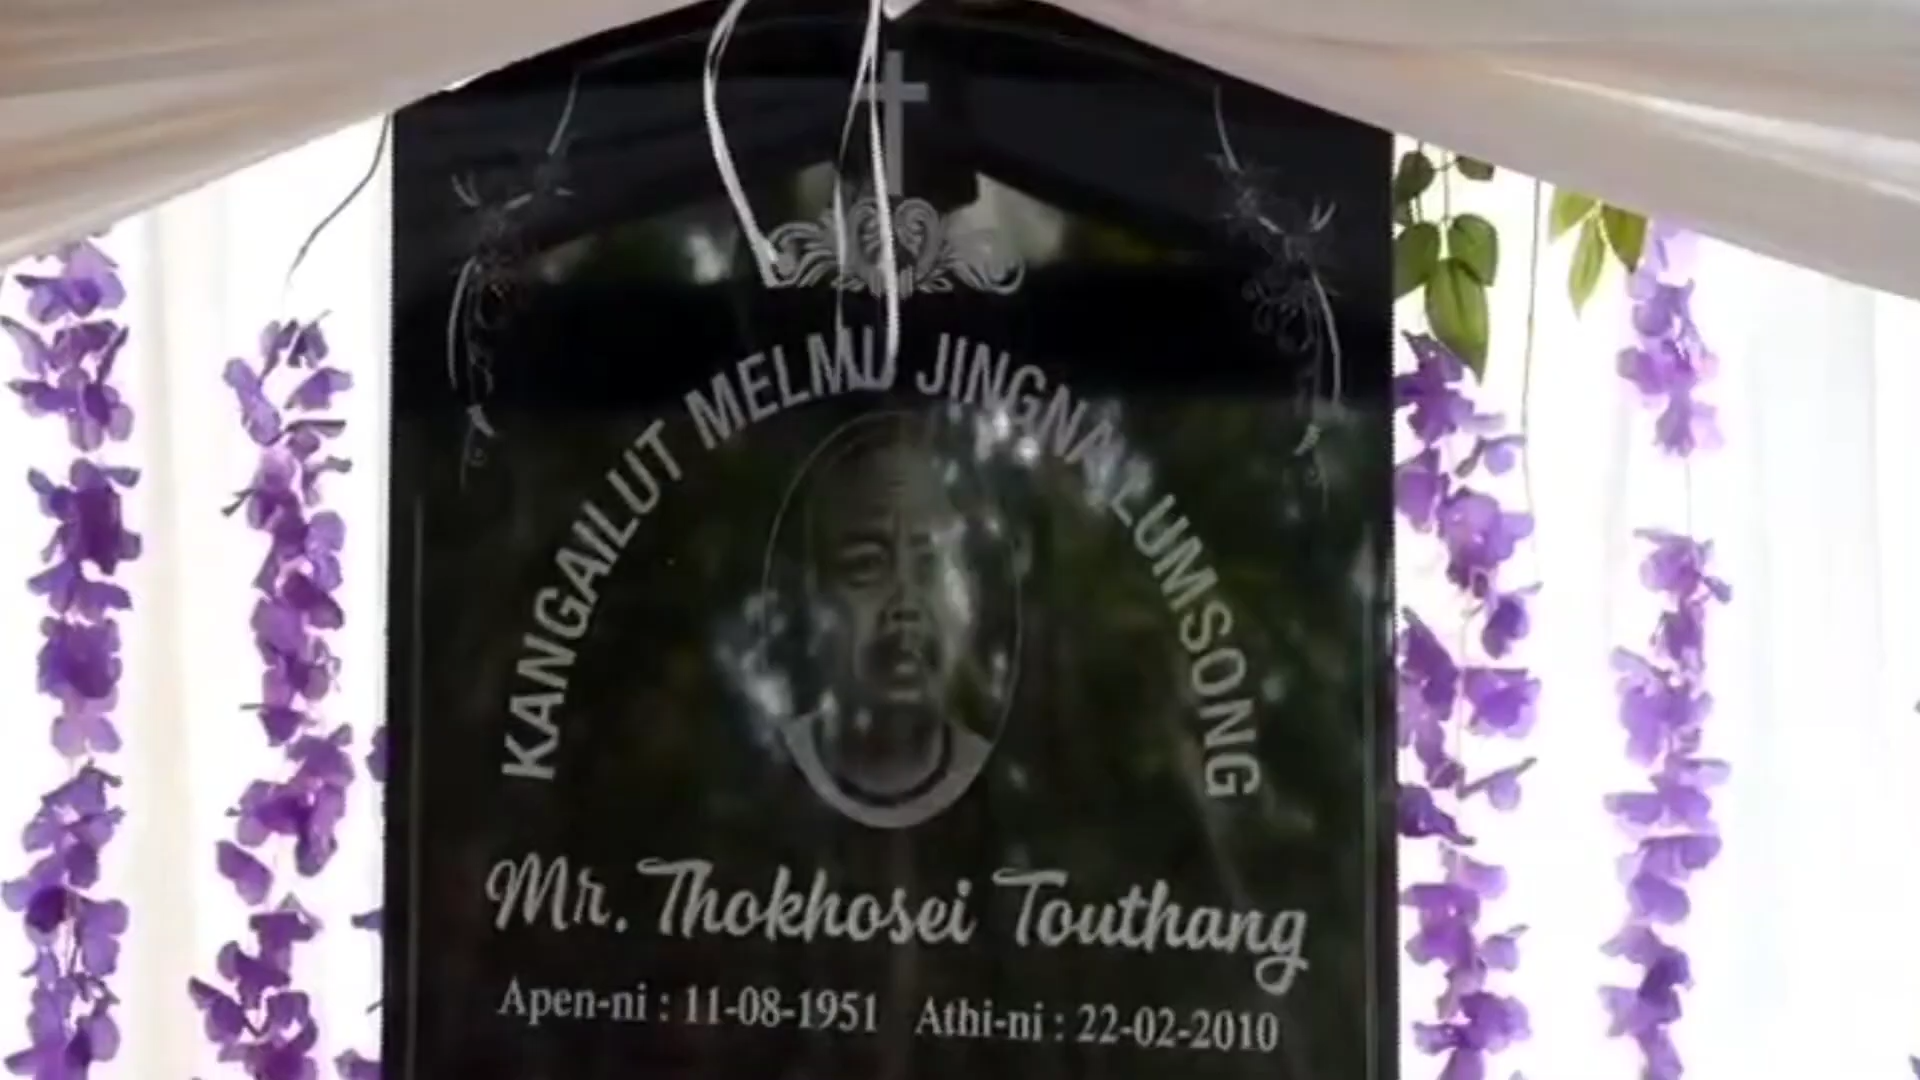 KANGAILUT MELMU JINGNA LUMSONG
Mr. Thokhosei Touthang
Apen-ni : 11-08-1951 Athi-ni : 22-02-2010